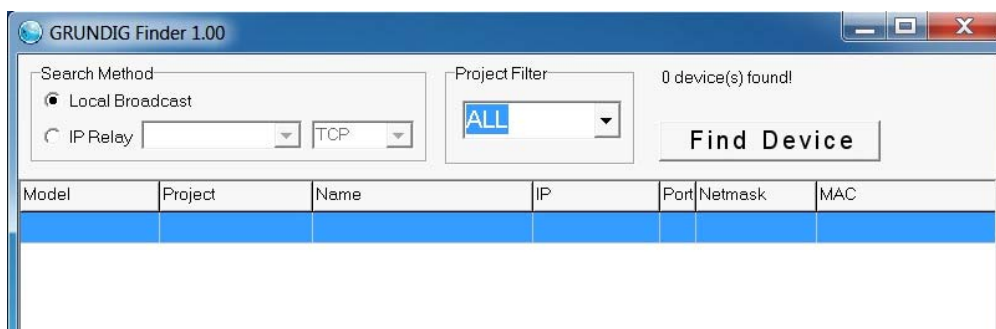 GRUNDIG Finder 1.00
Search Method
Local Broadcast
IP Relay TCP
Project Filter
ALL
0 device(s) found!
Find Device
Model Project Name IP Port Netmask MAC